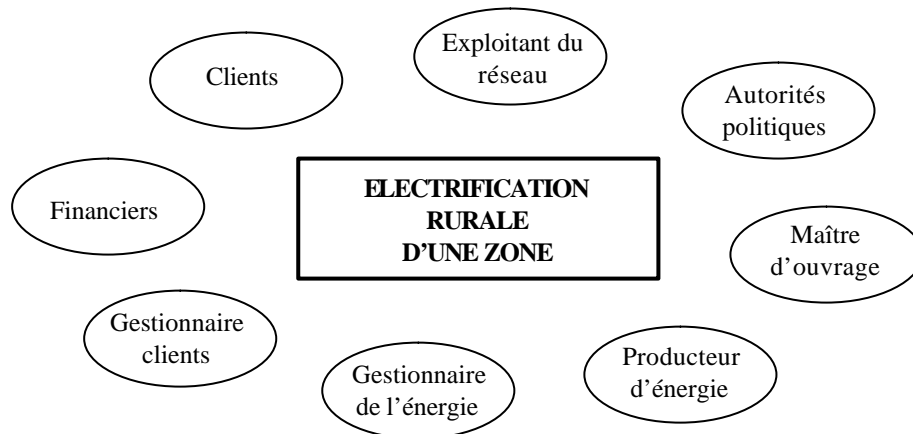 Exploitant du
réseau
Clients
Autorités
politiques
ELECTRIFICATION
RURALE
D'UNE ZONE
Financiers
Maître
d'ouvrage
Gestionnaire
clients
Producteur
d'énergie
Gestionnaire
de l'énergie